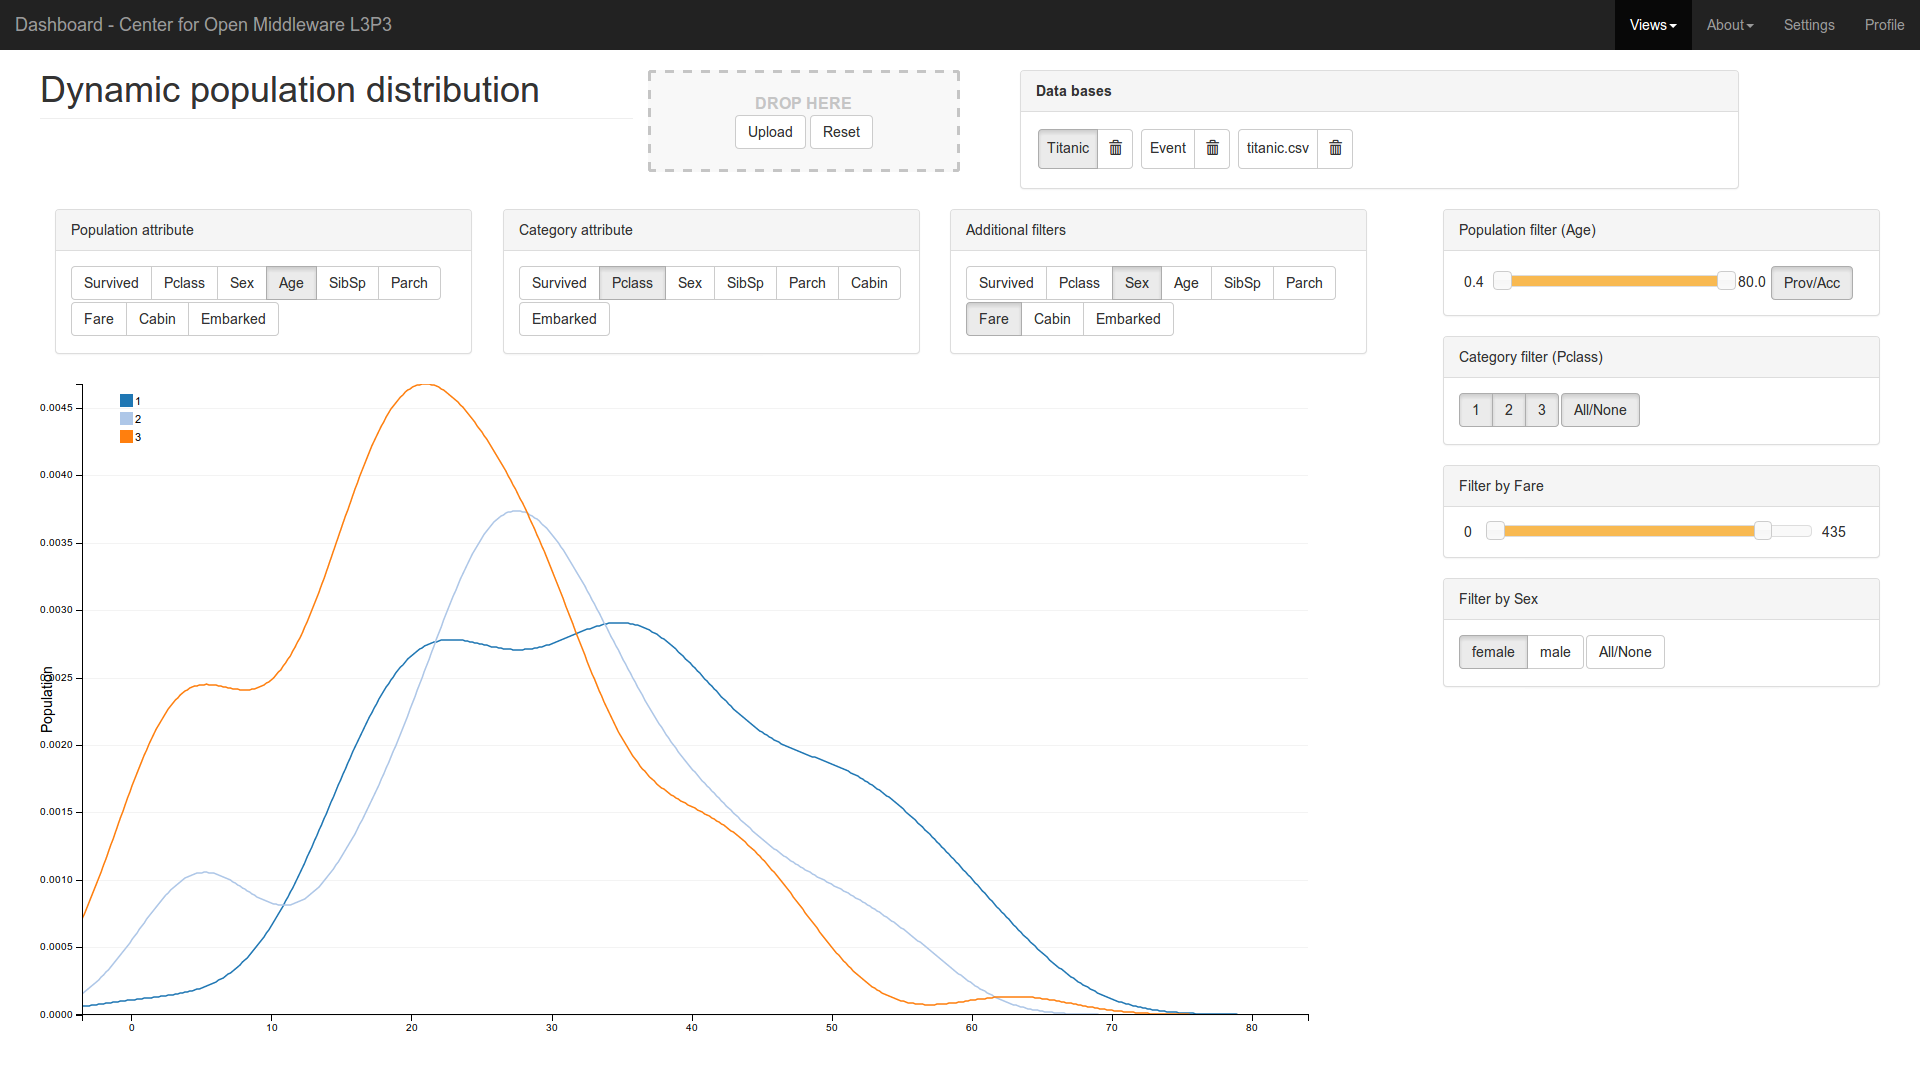 Dashboard - Center for Open Middleware L3P3
Views About Settings Profile
Dynamic population distribution
DROP HERE
Upload Reset
Data bases
Titanic Event titanic.csv
Population attribute
Survived Pclass Sex Age SibSp Parch
Fare Cabin Embarked
Category attribute
Survived Pclass Sex SibSp Parch Cabin
Embarked
Additional filters
Survived Pclass Sex Age SibSp Parch
Fare Cabin Embarked
Population filter (Age)
0.4 80.0 Prov/Acc
Category filter (Pclass)
1 2 3 All/None
Filter by Fare
0 435
Filter by Sex
female male All/None
1
2
3
0.0045
0.0040
0.0035
0.0030
0.0025
0.0020
0.0015
0.0010
0.0005
0.0000
Population
0 10 20 30 40 50 60 70 80